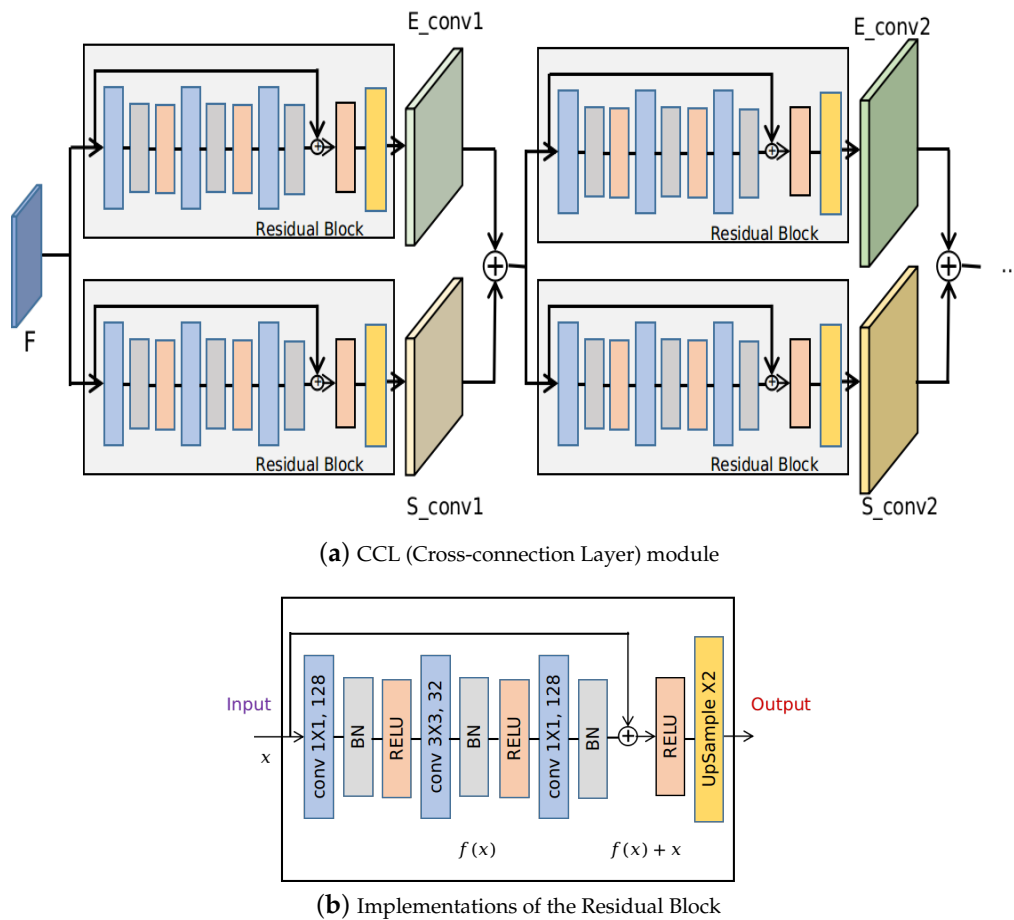 E_conv1
E_conv2
Residual Block
Residual Block
F
..
Residual Block
Residual Block
S_conv1
S_conv2
(a) CCL (Cross-connection Layer) module
Input
x
conv 1X1, 128
BN
RELU
conv 3X3, 32
BN
RELU
conv 1X1, 128
BN
RELU
UpSample X2
Output
f(x)
f(x) + x
(b) Implementations of the Residual Block